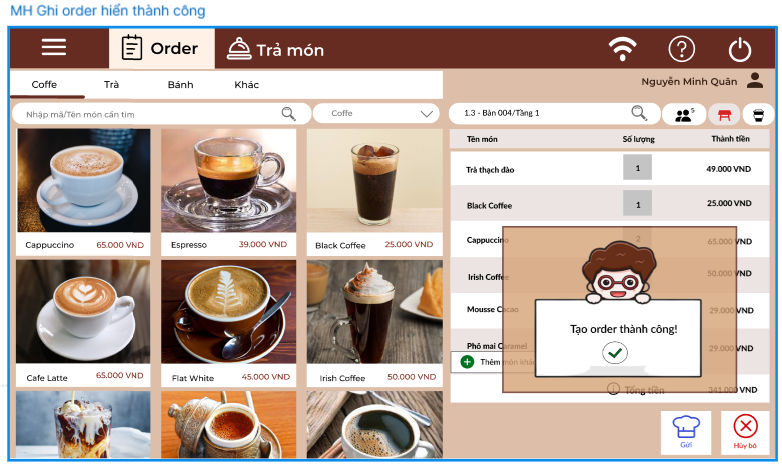 MH Ghi order hiển thành công
Order
Trả món
Coffe
Trà
Bánh
Khác
Nguyễn Minh Quân
Nhập mã/Tên món cần tìm
Coffe
1.3 - Bàn 004/Tầng 1
5
Tên món Số lượng Thành tiền
Trà thạch đào 1 49.000 VND
Black Coffee 1 25.000 VND
Cappuccino 2 65.000 VND
Irish Coffee 50.000 VND
Mousse Cacao 29.000 VND
Phô mai Caramel 29.000 VND
Thêm món khác
Tổng tiền 341.000 VND
Tạo order thành công!
Cappuccino 65.000 VND
Espresso 39.000 VND
Black Coffee 25.000 VND
Cafe Latte 65.000 VND
Flat White 45.000 VND
Irish Coffee 50.000 VND
Gửi
Hủy bỏ